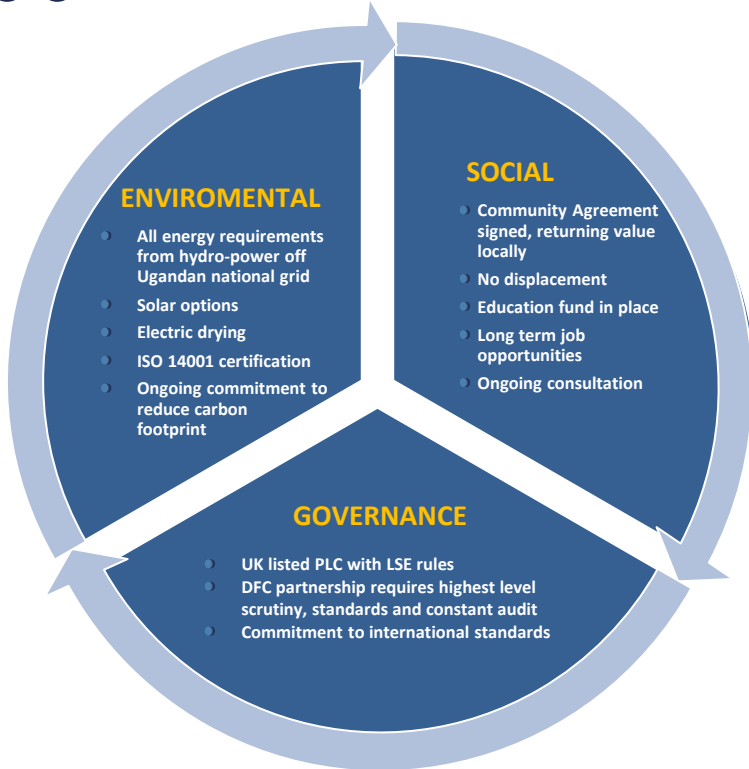 ENVIROMENTAL
All energy requirements
from hydro-power off
Ugandan national grid
Solar options
Electric drying
ISO 14001 certification
Ongoing commitment to
reduce carbon
footprint
SOCIAL
Community Agreement
signed, returning value
locally
No displacement
Education fund in place
Long term job
opportunities
Ongoing consultation
GOVERNANCE
UK listed PLC with LSE rules
DFC partnership requires highest level
scrutiny, standards and constant audit
Commitment to international standards